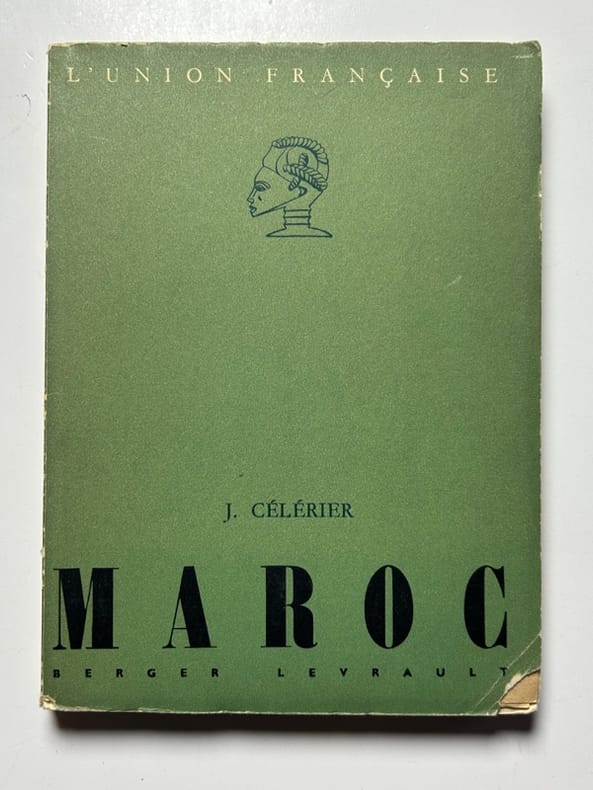 L'UNION FRANÇAISE
J. CÉLÉRIER
MAROC
BERGER LEVRAULT